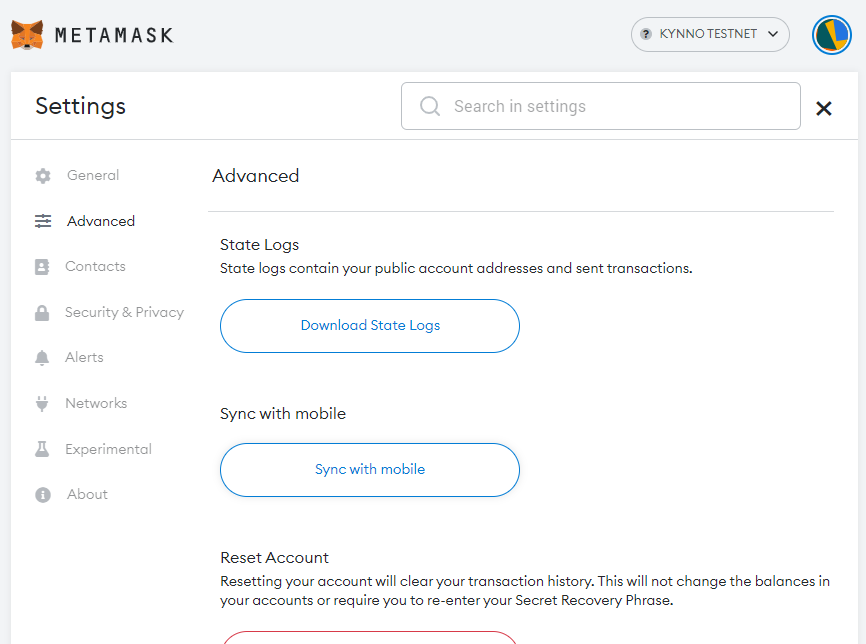 METAMASK
? KYNNO TESTNET
Settings
Search in settings
General
Advanced
Contacts
Security & Privacy
Alerts
Networks
Experimental
About
Advanced
State Logs
State logs contain your public account addresses and sent transactions.
Download State Logs
Sync with mobile
Sync with mobile
Reset Account
Resetting your account will clear your transaction history. This will not change the balances in
your accounts or require you to re-enter your Secret Recovery Phrase.